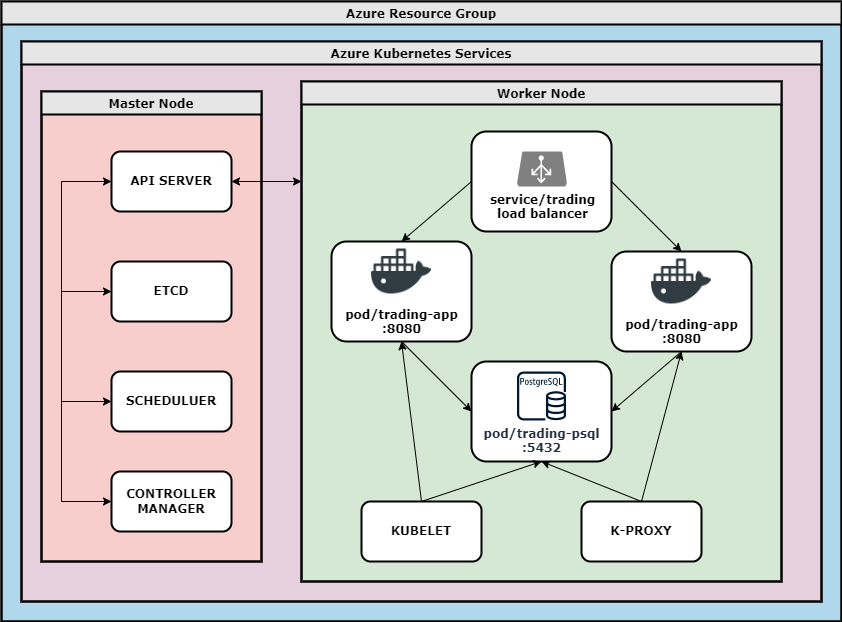 Azure Resource Group
Azure Kubernetes Services
Master Node
API SERVER
ETCD
SCHEDULUER
CONTROLLER
MANAGER
Worker Node
service/trading
load balancer
pod/trading-app
:8080
pod/trading-app
:8080
PostgreSQL
pod/trading-psql
:5432
KUBELET
K-PROXY